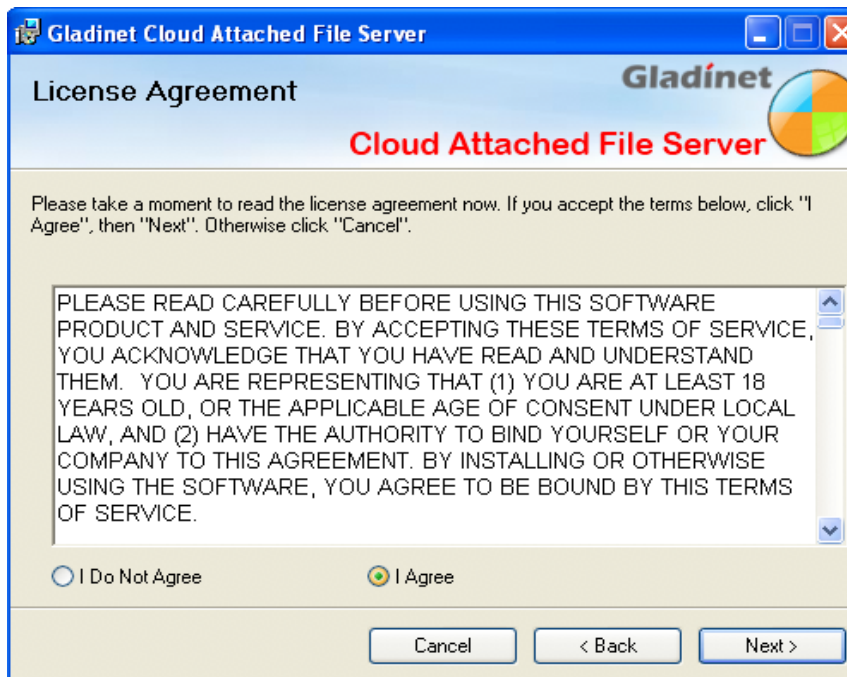 Gladinet Cloud Attached File Server
License Agreement
Gladinet
Cloud Attached File Server
Please take a moment to read the license agreement now. If you accept the terms below, click "I
Agree", then "Next". Otherwise click "Cancel".
PLEASE READ CAREFULLY BEFORE USING THIS SOFTWARE
PRODUCT AND SERVICE. BY ACCEPTING THESE TERMS OF SERVICE,
YOU ACKNOWLEDGE THAT YOU HAVE READ AND UNDERSTAND
THEM.  YOU ARE REPRESENTING THAT (1) YOU ARE AT LEAST 18
YEARS OLD, OR THE APPLICABLE AGE OF CONSENT UNDER LOCAL
LAW, AND (2) HAVE THE AUTHORITY TO BIND YOURSELF OR YOUR
COMPANY TO THIS AGREEMENT. BY INSTALLING OR OTHERWISE
USING THE SOFTWARE, YOU AGREE TO BE BOUND BY THIS TERMS
OF SERVICE.
I Do Not Agree
I Agree
Cancel
< Back
Next >